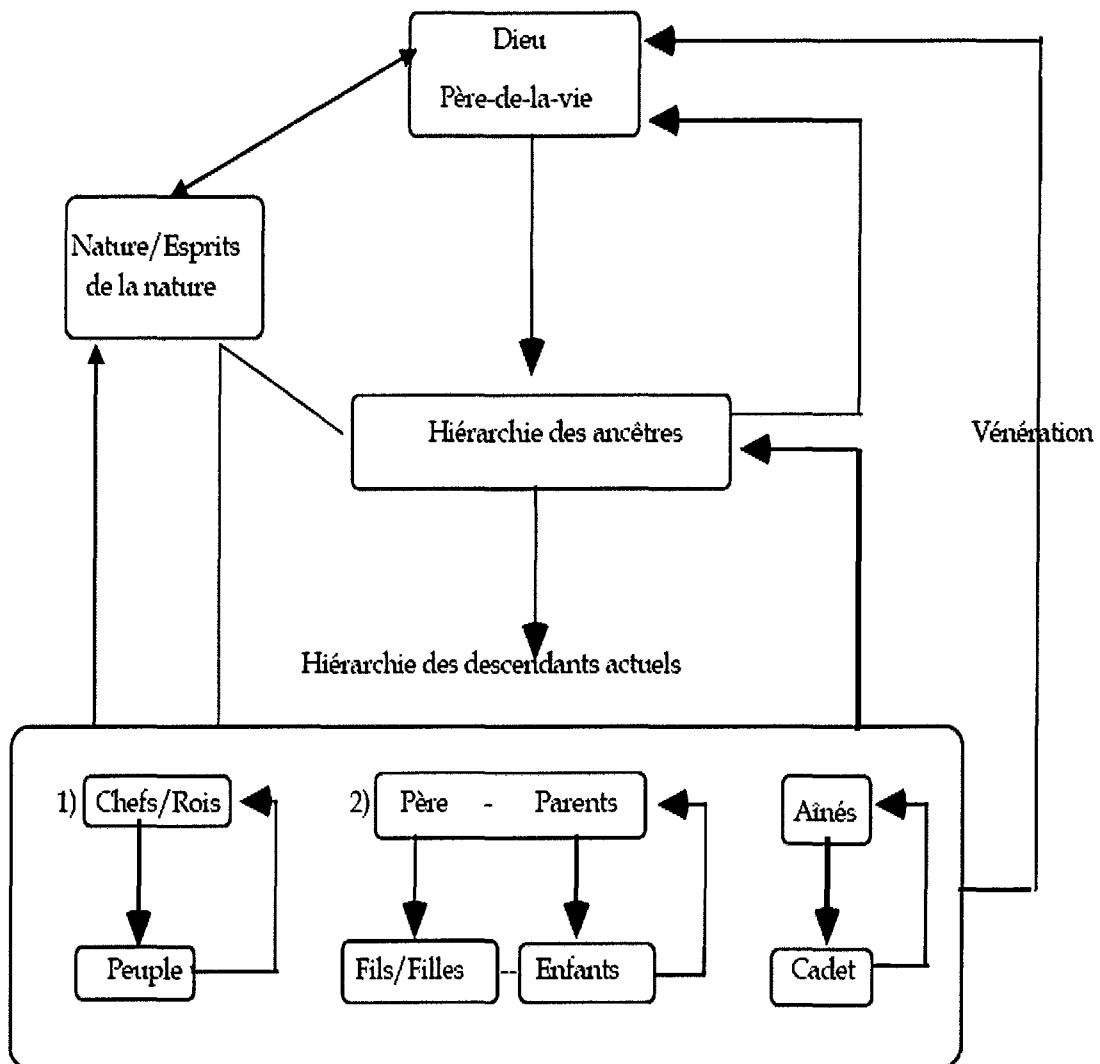 Dieu
Père-de-la-vie
Nature/Esprits
de la nature
Hiérarchie des ancêtres
Vénération
Hiérarchie des descendants actuels
1) Chefs/Rois
2) Père - Parents
Aînés
Peuple
Fils/Filles -- Enfants
Cadet